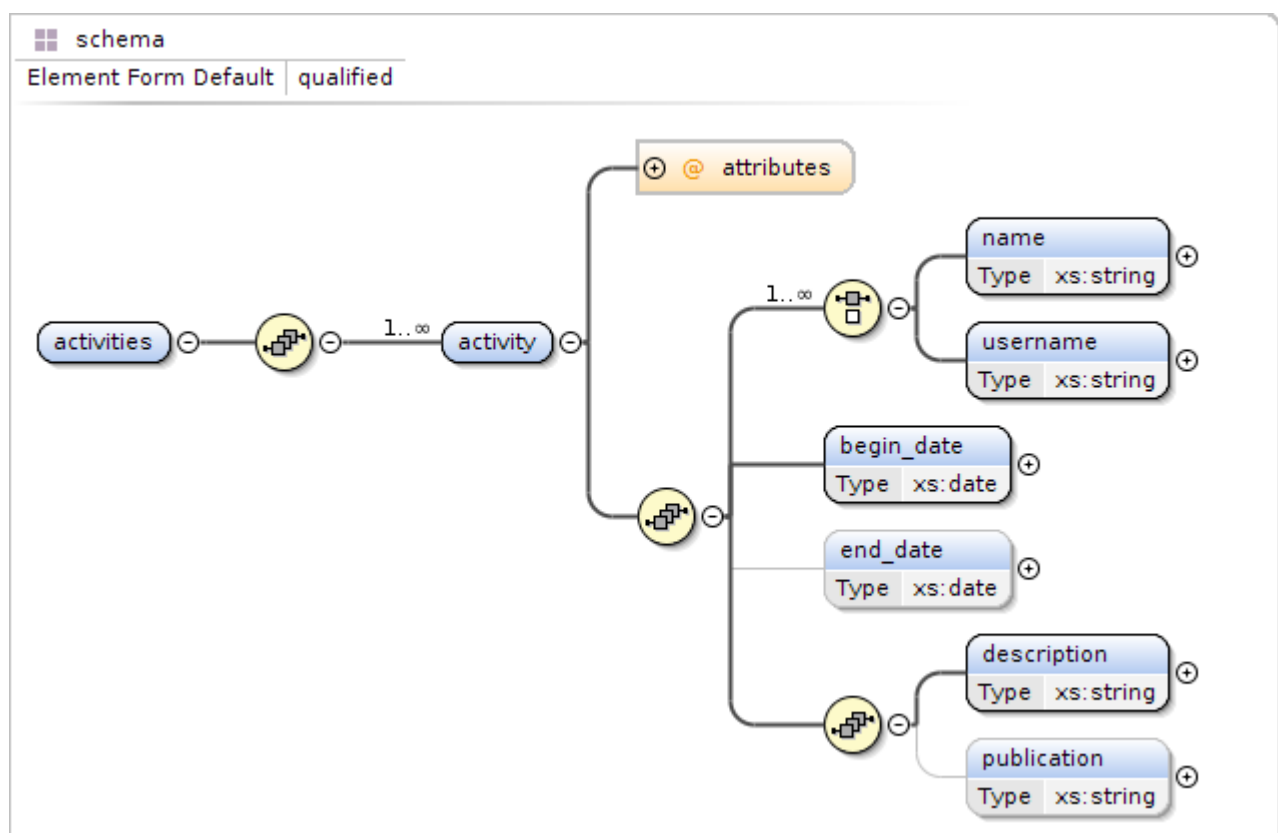 schema
Element Form Default qualified
@ attributes
name
Type xs:string
1..∞
username
Type xs:string
activities
1..∞
activity
begin_date
Type xs:date
end_date
Type xs:date
description
Type xs:string
publication
Type xs:string